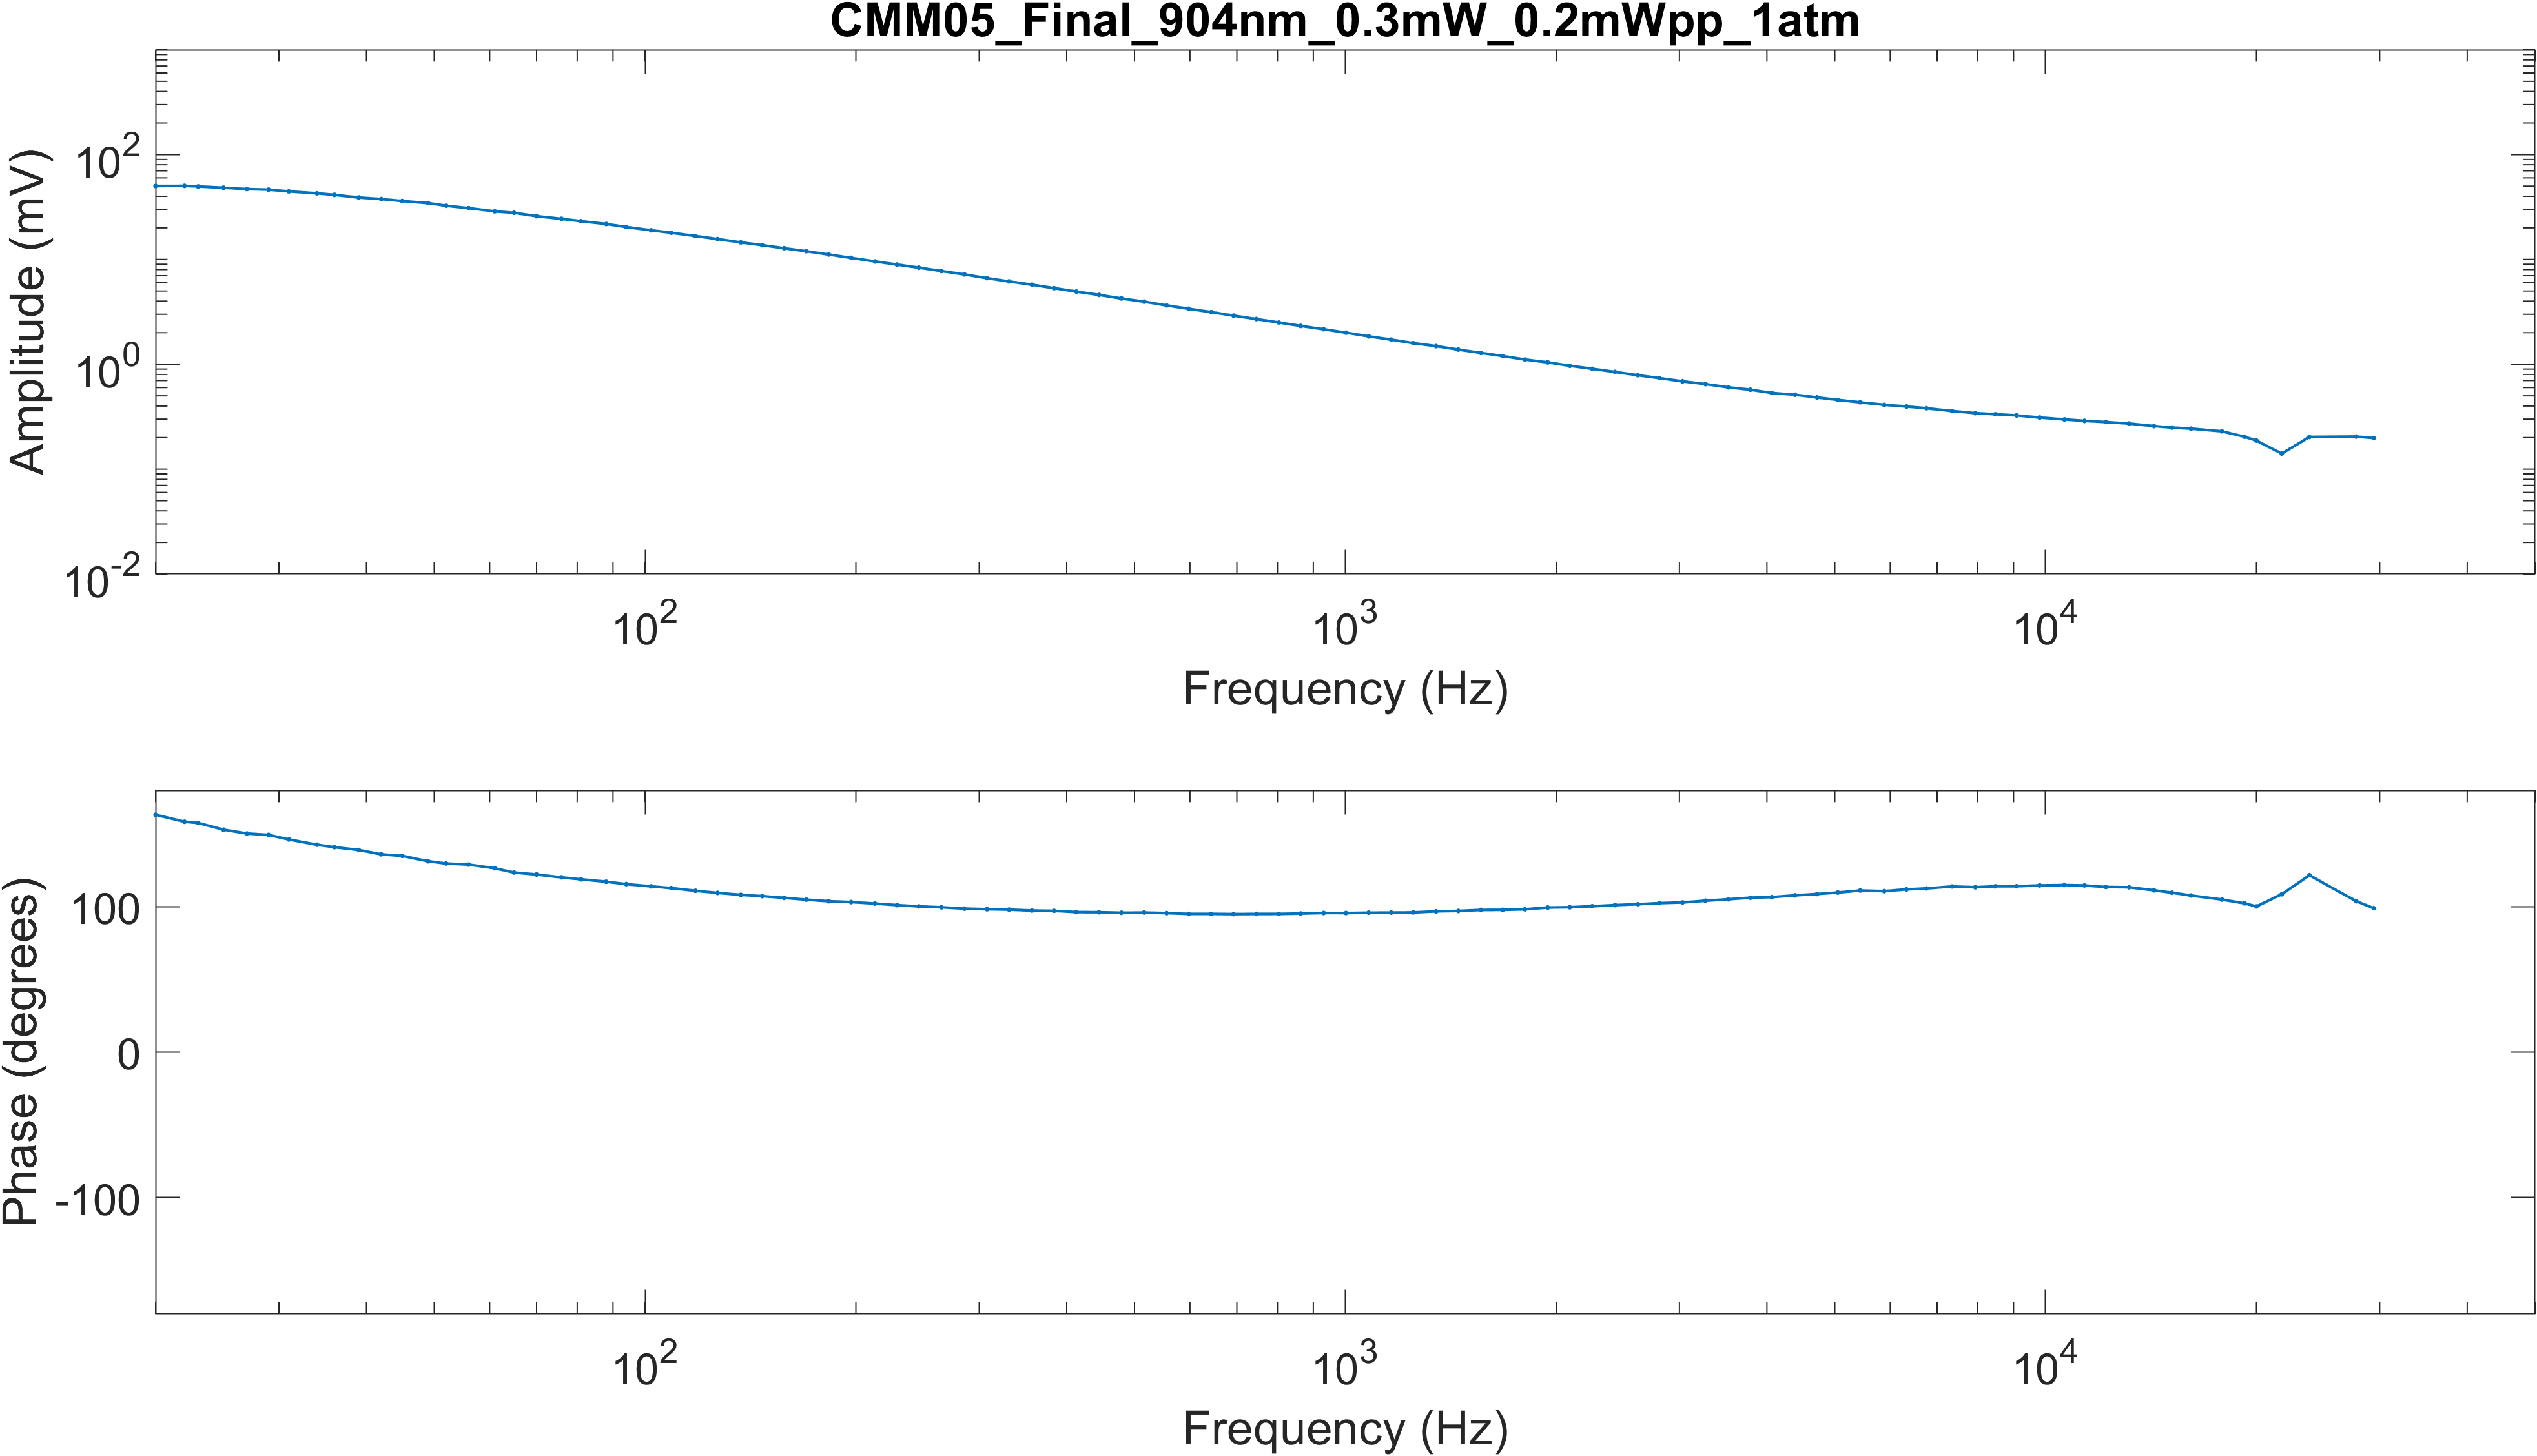 CMM05_Final_904nm_0.3mW_0.2mWpp_1atm
Amplitude (mV)
10^2
10^0
10^-2
10^2
10^3
10^4
Frequency (Hz)
Phase (degrees)
100
0
-100
10^2
10^3
10^4
Frequency (Hz)